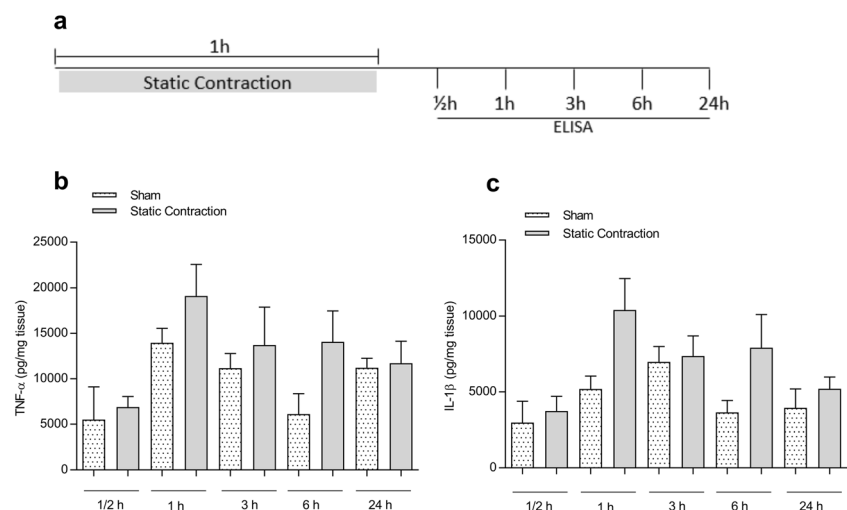 a
1h
Static Contraction
½h 1h 3h 6h 24h
ELISA
b
Sham
Static Contraction
TNF-α (pg/mg tissue)
25000
20000
15000
10000
5000
0
1/2 h 1 h 3 h 6 h 24 h
c
Sham
Static Contraction
IL-1β (pg/mg tissue)
15000
10000
5000
0
1/2 h 1 h 3 h 6 h 24 h